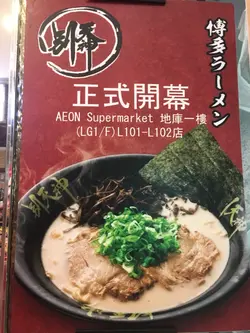 博多ラーメン
正式開幕
AEON Supermarket 地庫一樓
(LG1/F)L101-L102店